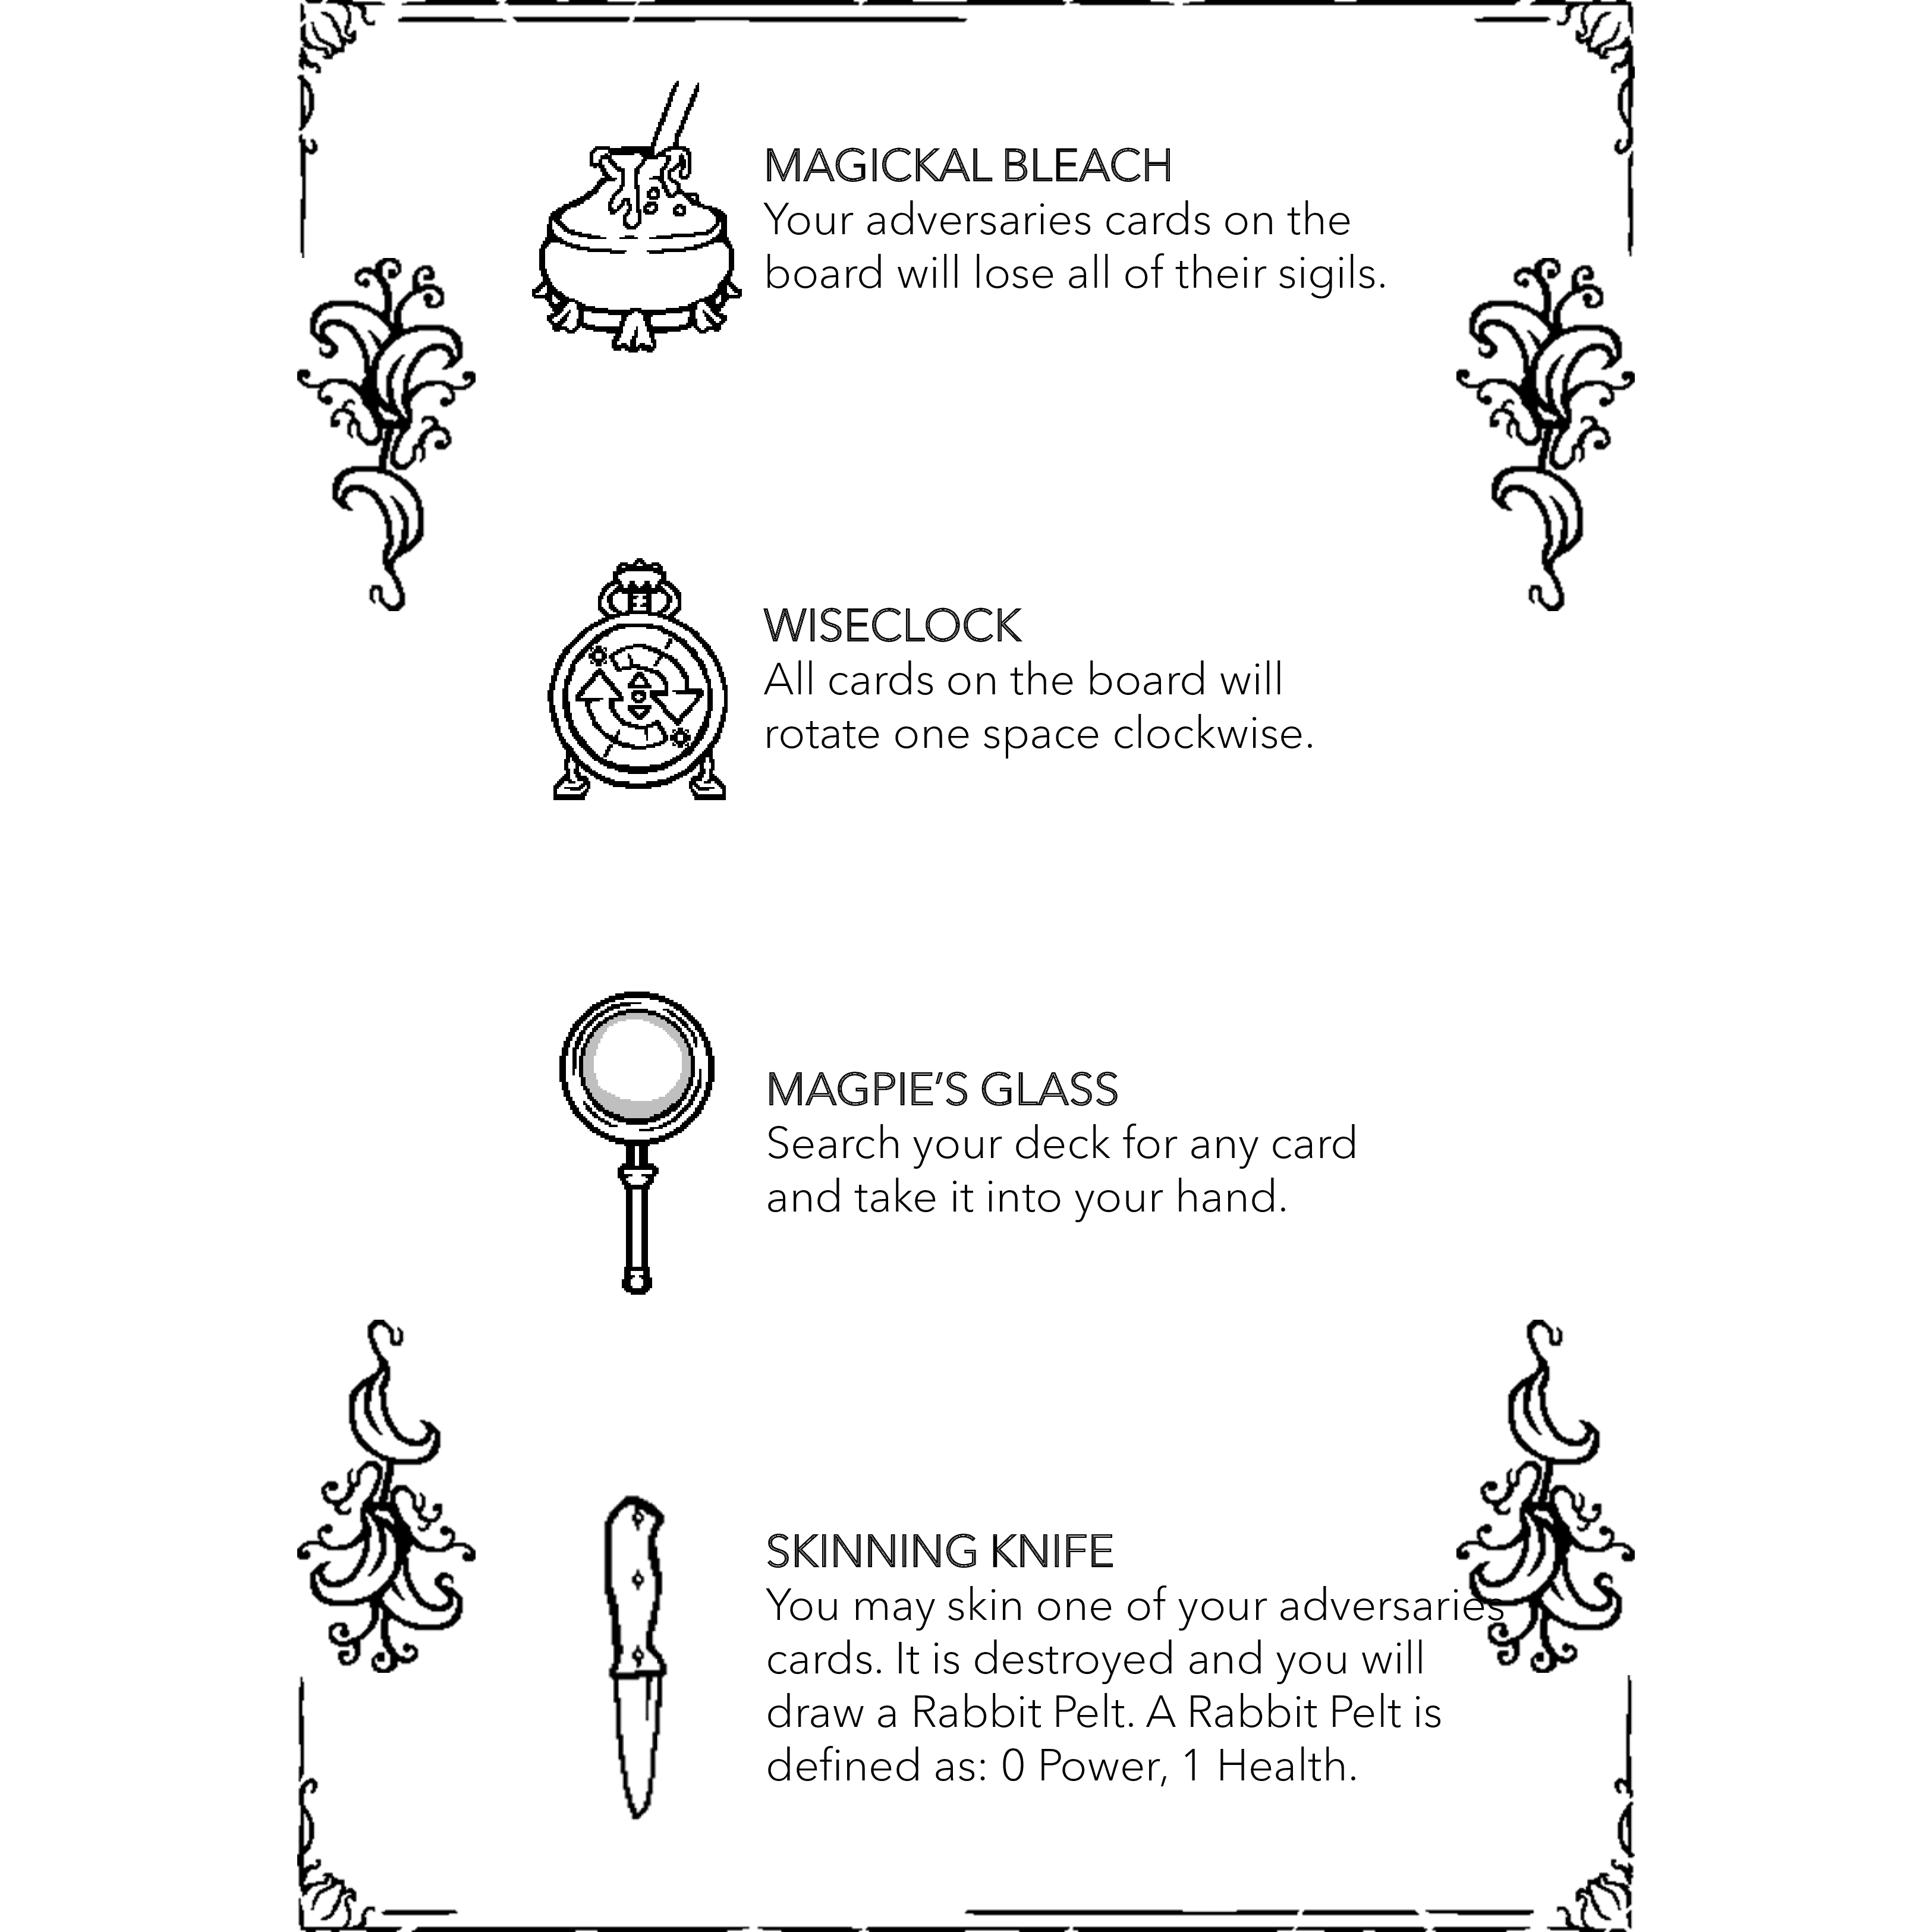 MAGICKAL BLEACH
Your adversaries cards on the
board will lose all of their sigils.
WISECLOCK
All cards on the board will
rotate one space clockwise.
MAGPIE’S GLASS
Search your deck for any card
and take it into your hand.
SKINNING KNIFE
You may skin one of your adversaries
cards. It is destroyed and you will
draw a Rabbit Pelt. A Rabbit Pelt is
defined as: 0 Power, 1 Health.